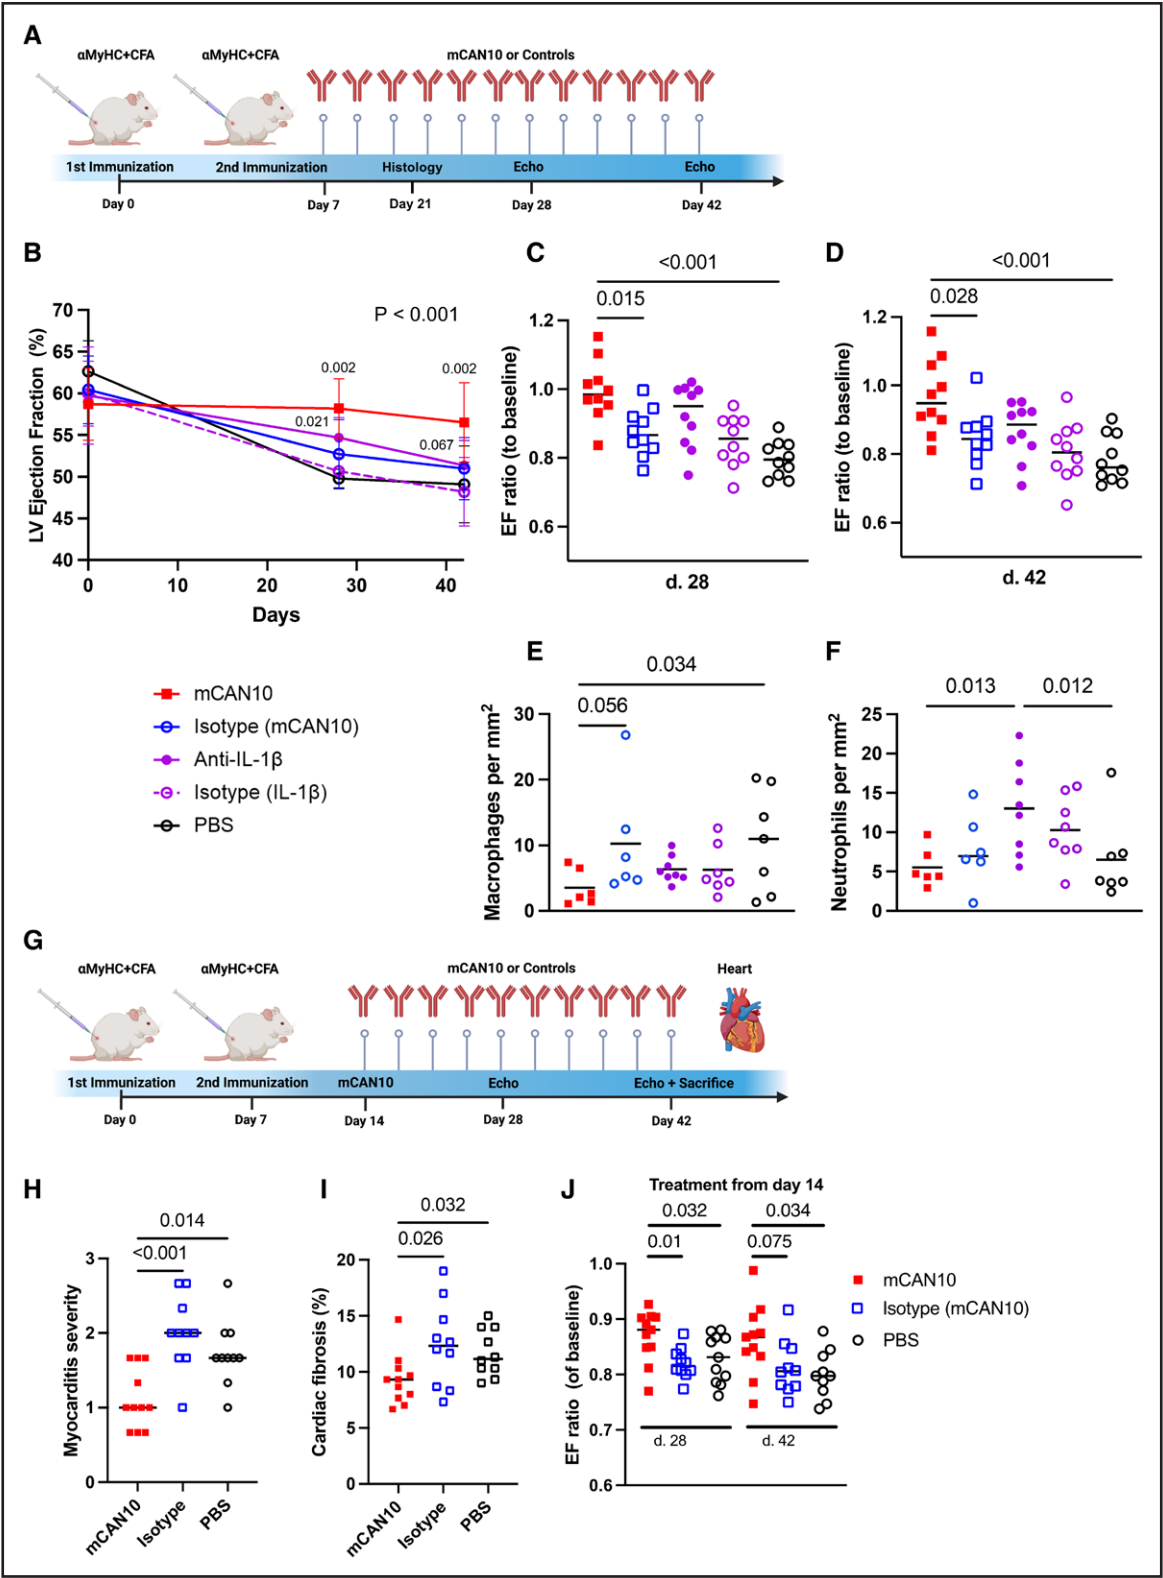 A
αMyHC+CFA αMyHC+CFA mCAN10 or Controls
1st Immunization 2nd Immunization Histology Echo Echo
Day 0 Day 7 Day 21 Day 28 Day 42
B
P < 0.001
LV Ejection Fraction (%)
70
65
60
55
50
45
40
0.002 0.002
0.021
0.067
0 10 20 30 40
Days
C
<0.001
0.015
EF ratio (to baseline)
1.2
1.0
0.8
0.6
d. 28
D
<0.001
0.028
EF ratio (to baseline)
1.2
1.0
0.8
0.6
d. 42
mCAN10
Isotype (mCAN10)
Anti-IL-1β
Isotype (IL-1β)
PBS
E
0.034
0.056
Macrophages per mm²
30
20
10
0
F
0.013 0.012
Neutrophils per mm²
25
20
15
10
5
0
G
αMyHC+CFA αMyHC+CFA mCAN10 or Controls Heart
1st Immunization 2nd Immunization mCAN10 Echo Echo + Sacrifice
Day 0 Day 7 Day 14 Day 28 Day 42
H
0.014
<0.001
Myocarditis severity
3
2
1
0
mCAN10 Isotype PBS
I
0.032
0.026
Cardiac fibrosis (%)
20
15
10
5
0
mCAN10 Isotype PBS
J
Treatment from day 14
0.032 0.034
0.01 0.075
EF ratio (of baseline)
1.0
0.9
0.8
0.7
0.6
d. 28 d. 42
mCAN10
Isotype (mCAN10)
PBS